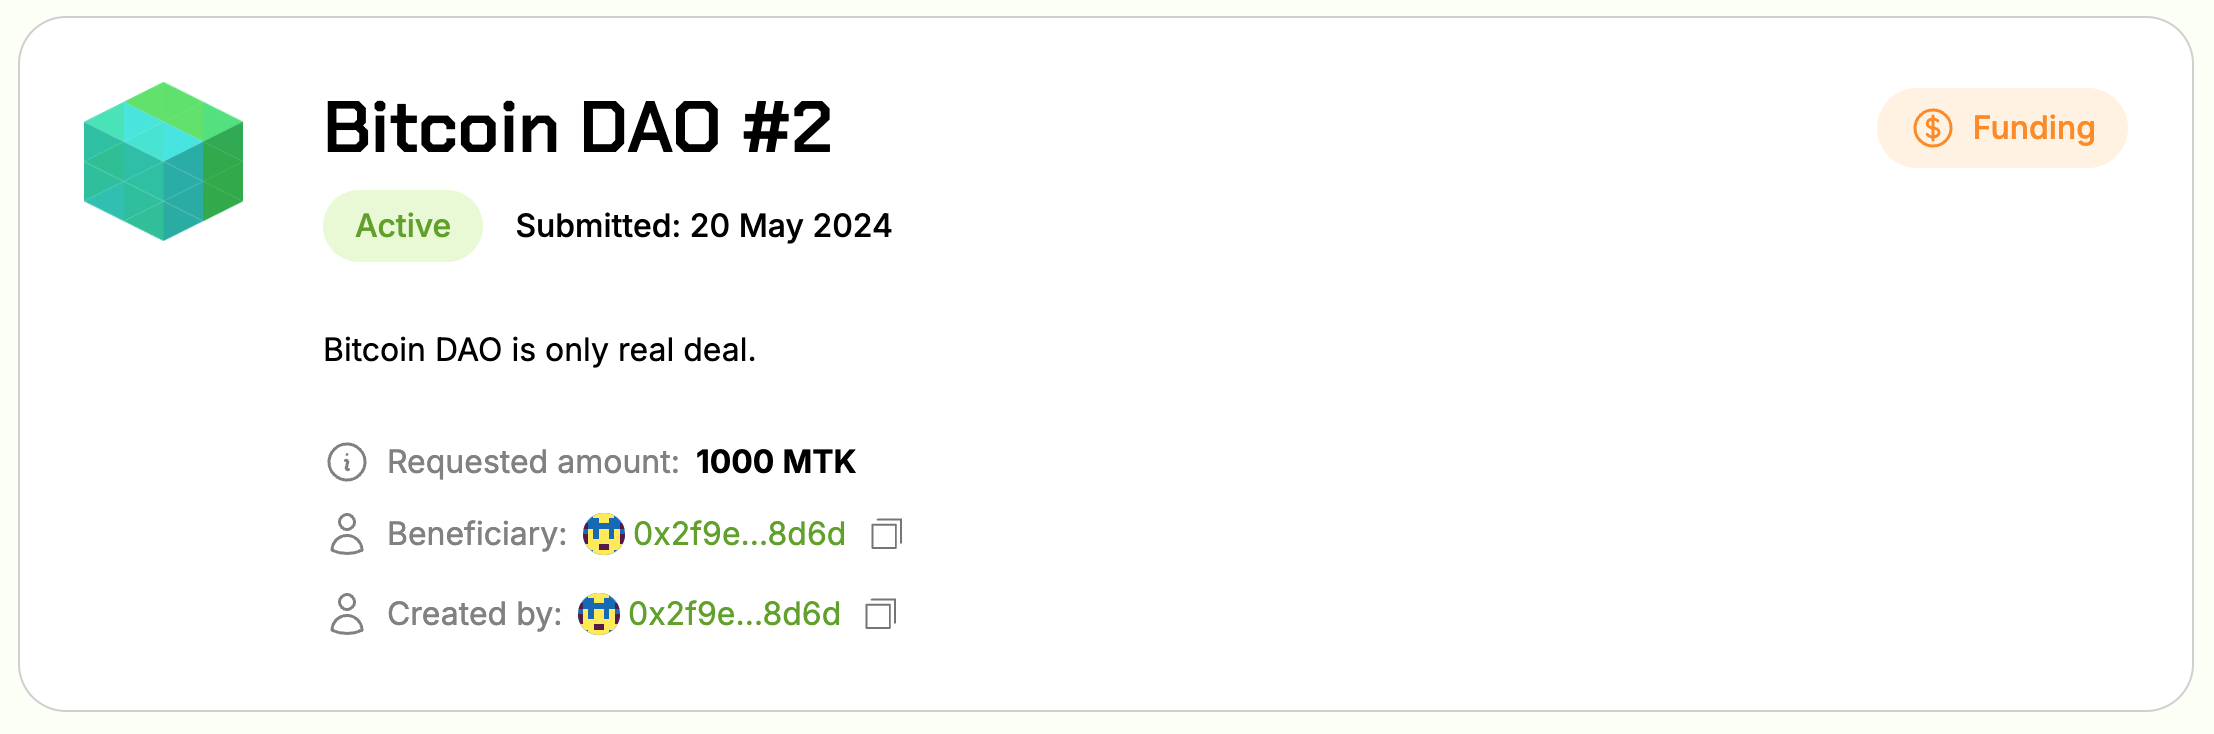 Bitcoin DAO #2
Funding
Active Submitted: 20 May 2024
Bitcoin DAO is only real deal.
Requested amount: 1000 MTK
Beneficiary: 0x2f9e...8d6d
Created by: 0x2f9e...8d6d